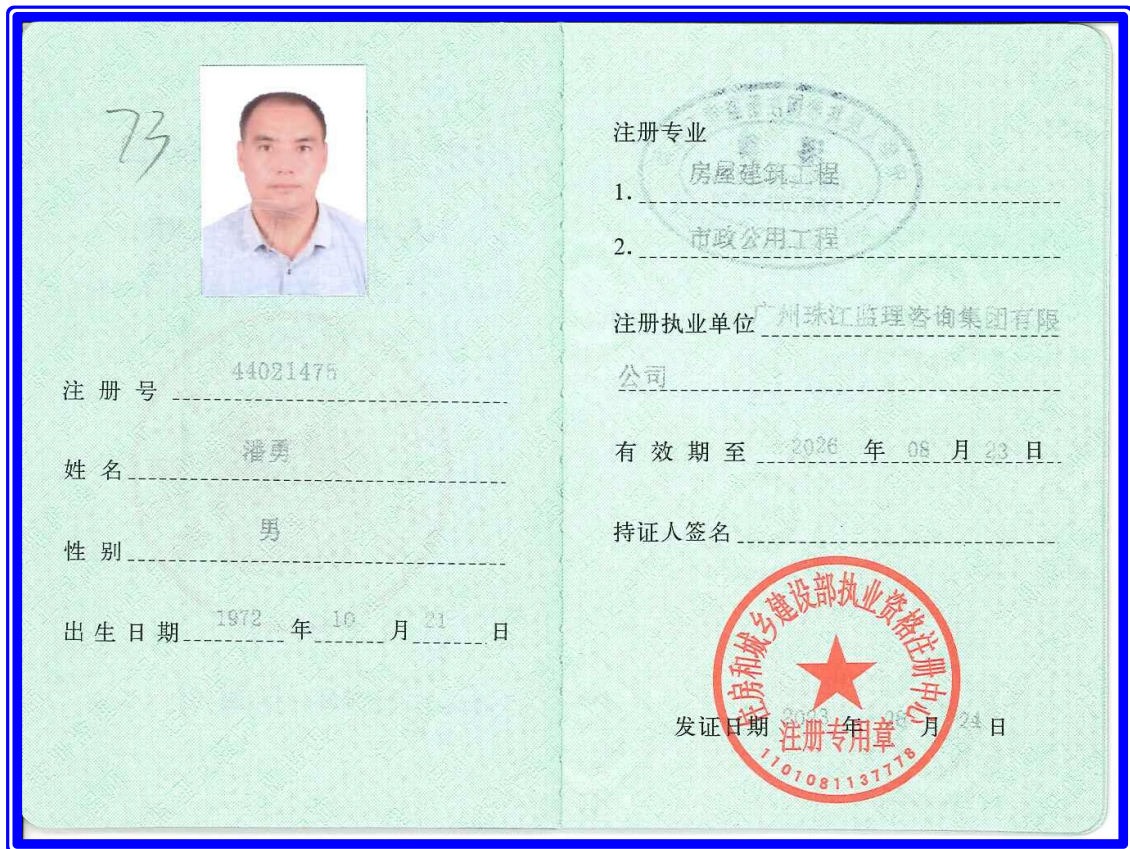 73
注册号 44021475
姓名 潘勇
性别 男
出生日期 1972 年 10 月 21 日
注册专业
1. 房屋建筑工程
2. 市政公用工程
注册执业单位 广州珠江监理咨询集团有限
公司
有效期至 2026 年 08 月 23 日
持证人签名
住房和城乡建设部执业资格注册中心
发证日期 2023 年 08 月 24 日
注册专用章
1101081137778